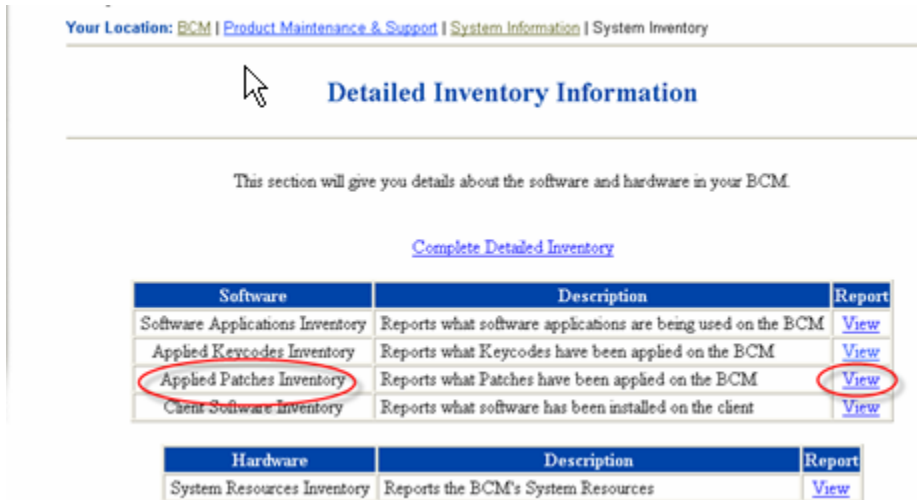 Your Location: BCM | Product Maintenance & Support | System Information | System Inventory
Detailed Inventory Information
This section will give you details about the software and hardware in your BCM.
Complete Detailed Inventory
Software Description Report
Software Applications Inventory Reports what software applications are being used on the BCM View
Applied Keycodes Inventory Reports what Keycodes have been applied on the BCM View
Applied Patches Inventory Reports what Patches have been applied on the BCM View
Client Software Inventory Reports what software has been installed on the client View
Hardware Description Report
System Resources Inventory Reports the BCM's System Resources View